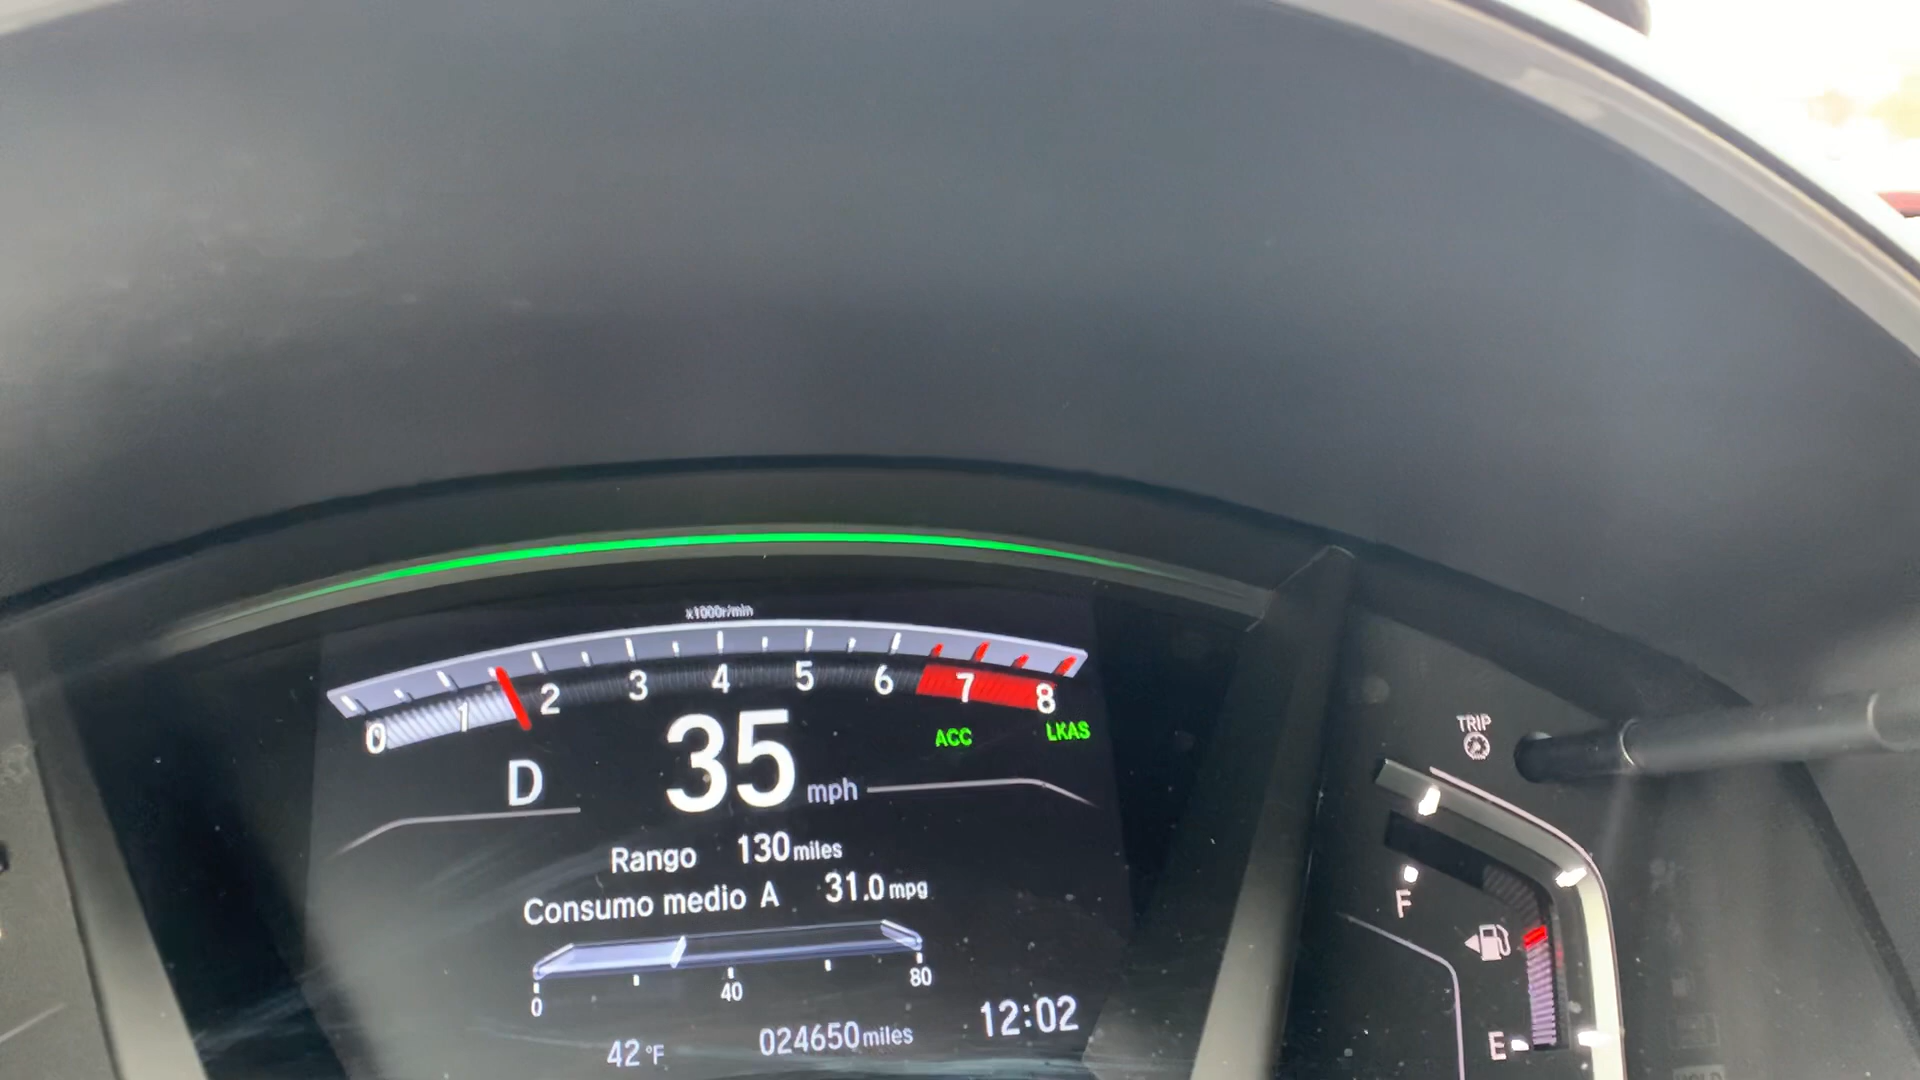 x1000r/min
0 1 2 3 4 5 6 7 8
ACC LKAS
D 35 mph
Rango 130 miles
Consumo medio A 31.0 mpg
0 40 80
42 °F 024650 miles 12:02
TRIP
F
E